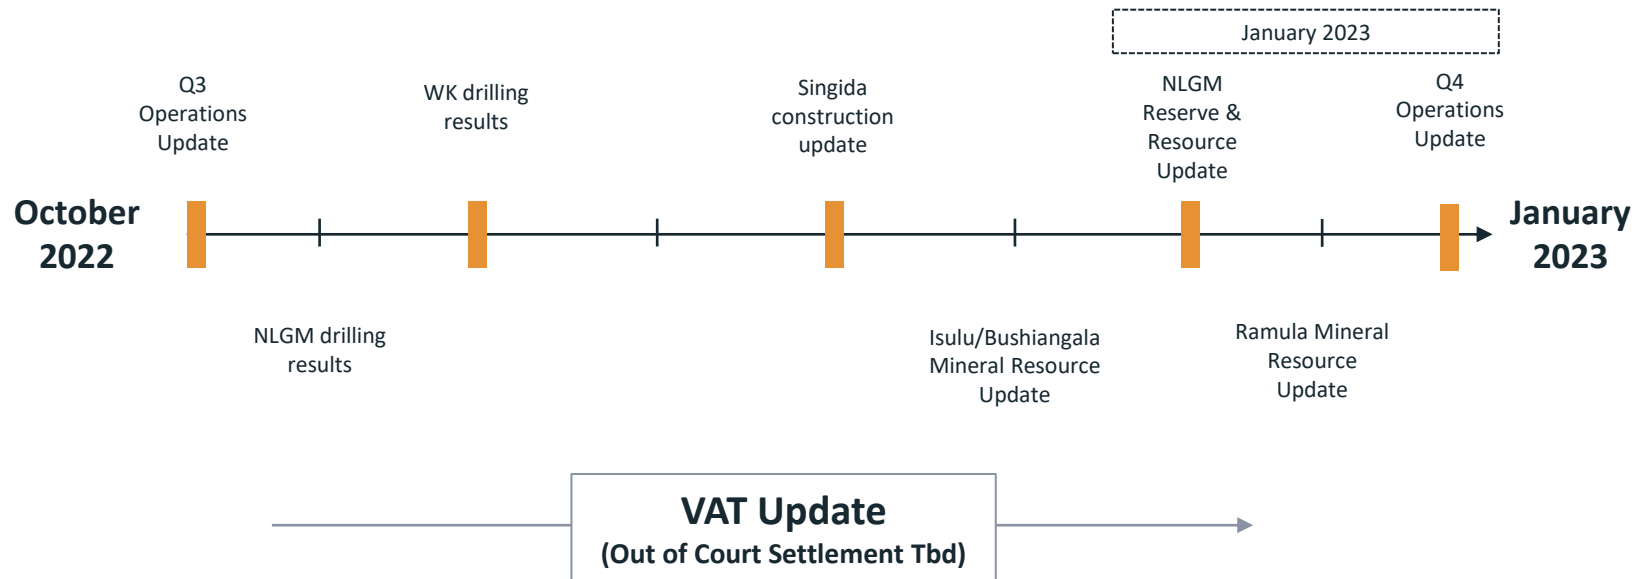 January 2023
Q3
Operations
Update
WK drilling
results
Singida
construction
update
NLGM
Reserve &
Resource
Update
Q4
Operations
Update
October
2022
January
2023
NLGM drilling
results
Isulu/Bushiangala
Mineral Resource
Update
Ramula Mineral
Resource
Update
VAT Update
(Out of Court Settlement Tbd)